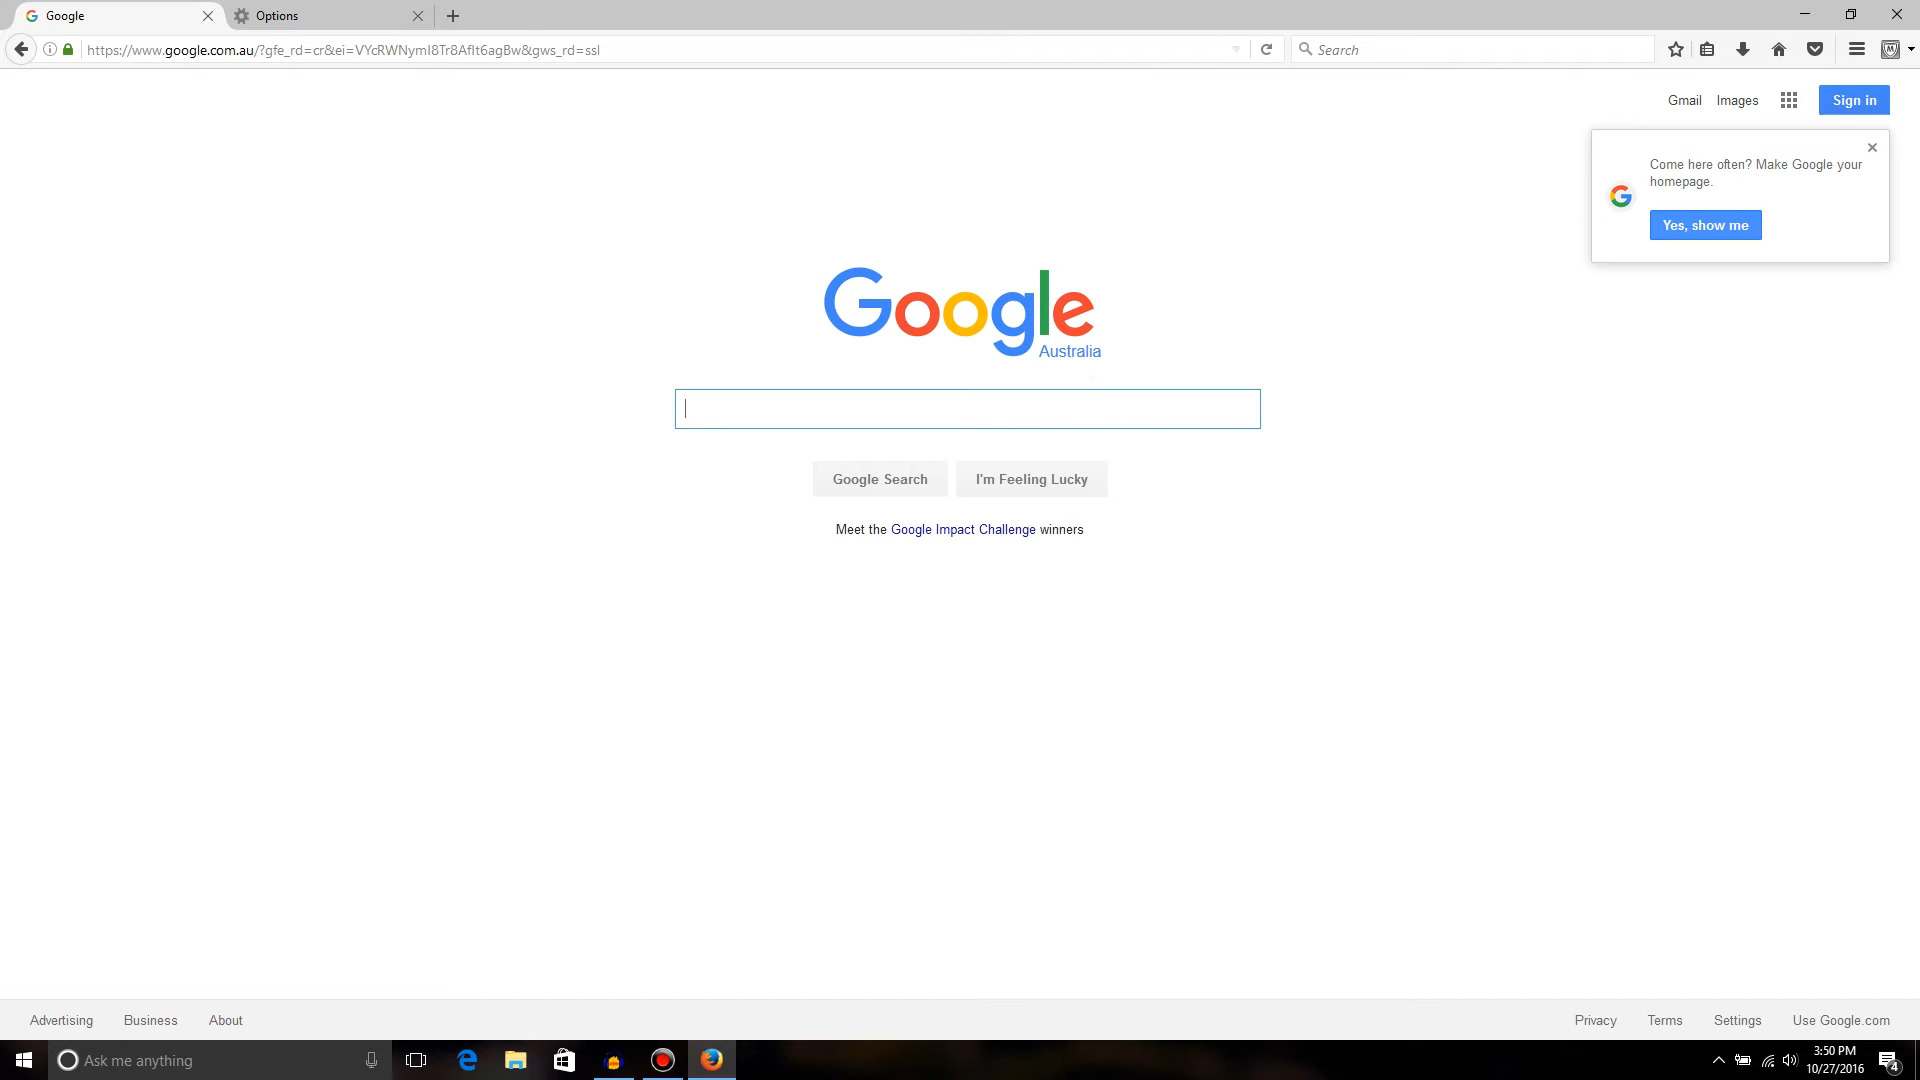 Google
Options
https://www.google.com.au/?gfe_rd=cr&ei=VYcRWNymI8Tr8AfIt6agBw&gws_rd=ssl
Search
Gmail Images Sign in
Come here often? Make Google your
homepage.
Yes, show me
Google
Australia
Google Search I'm Feeling Lucky
Meet the Google Impact Challenge winners
Advertising Business About Privacy Terms Settings Use Google.com
Ask me anything
3:50 PM
10/27/2016
4